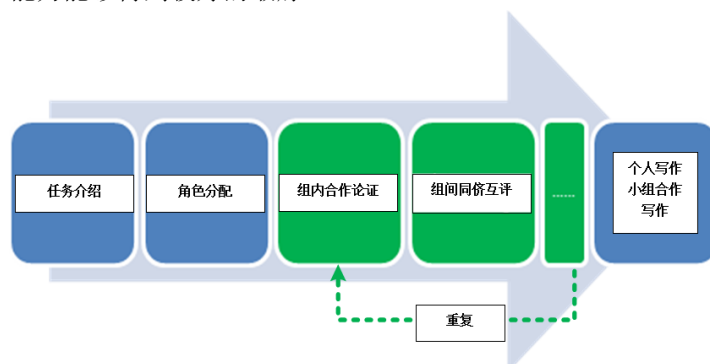 任务介绍
角色分配
组内合作论证
组间同侪互评
......
个人写作
小组合作
写作
重复